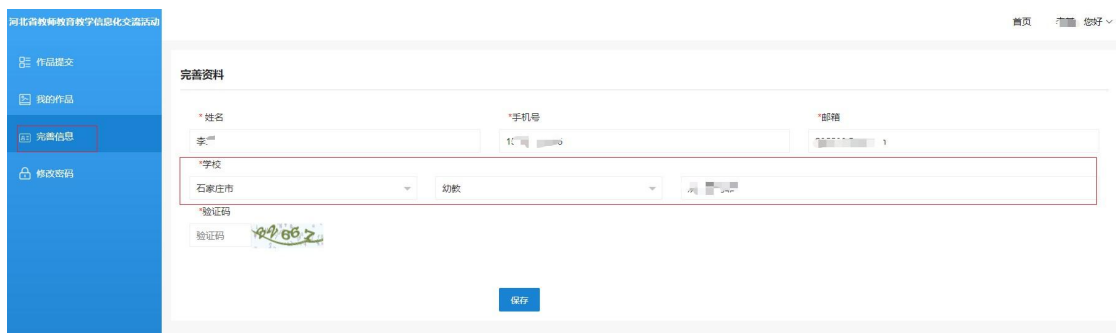 河北省教师教育教学信息化交流活动
首页 您好
作品提交
我的作品
完善信息
修改密码
完善资料
*姓名 *手机号 *邮箱
李
*学校
石家庄市 幼教
*验证码
验证码
保存